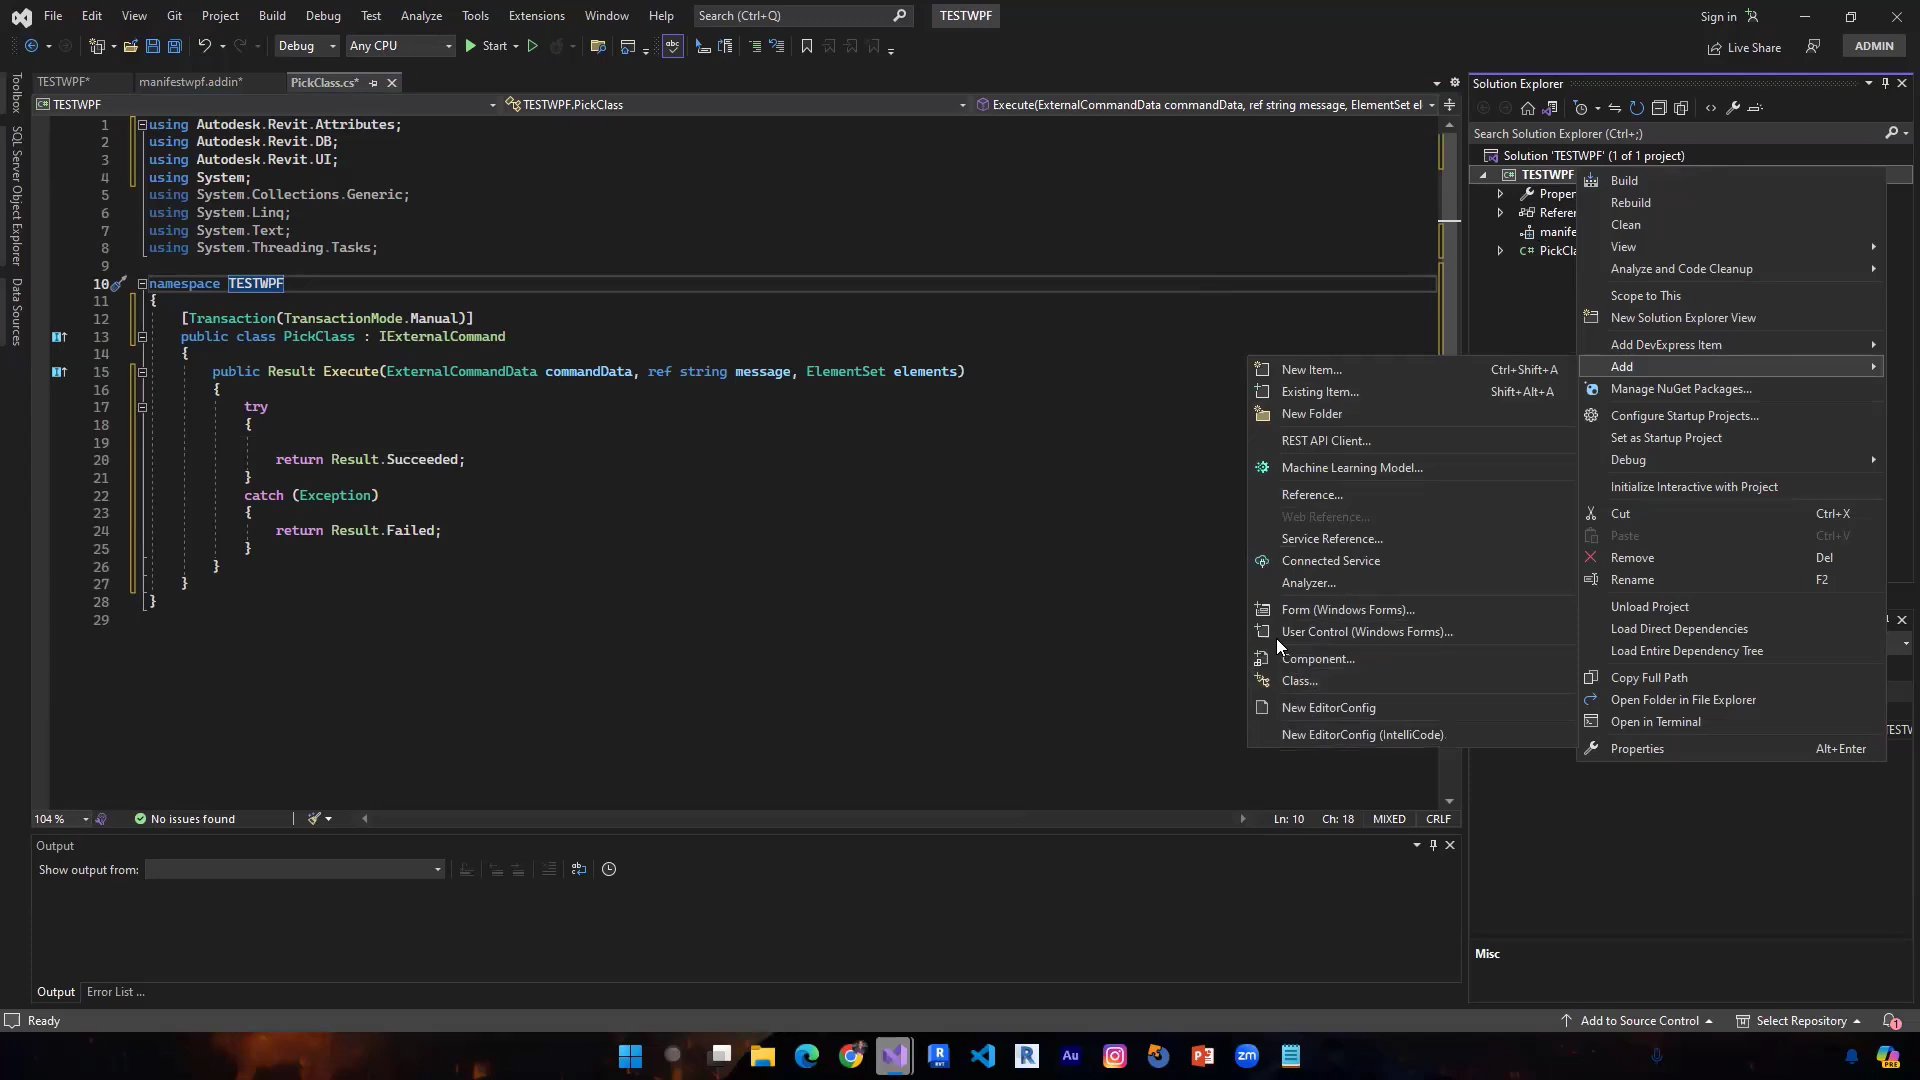 File Edit View Git Project Build Debug Test Analyze Tools Extensions Window Help Search (Ctrl+Q) TESTWPF Sign in
Debug Any CPU Start Live Share ADMIN
TESTWPF* manifestwpf.addin* PickClass.cs*
TESTWPF TESTWPF.PickClass Execute(ExternalCommandData commandData, ref string message, ElementSet el
Toolbox
SQL Server Object Explorer
Data Sources
1 using Autodesk.Revit.Attributes;
2 using Autodesk.Revit.DB;
3 using Autodesk.Revit.UI;
4 using System;
5 using System.Collections.Generic;
6 using System.Linq;
7 using System.Text;
8 using System.Threading.Tasks;
9
10 namespace TESTWPF
11 {
12 [Transaction(TransactionMode.Manual)]
13 public class PickClass : IExternalCommand
14 {
15 public Result Execute(ExternalCommandData commandData, ref string message, ElementSet elements)
16 {
17 try
18 {
19
20 return Result.Succeeded;
21 }
22 catch (Exception)
23 {
24 return Result.Failed;
25 }
26 }
27 }
28 }
29
New Item... Ctrl+Shift+A
Existing Item... Shift+Alt+A
New Folder
REST API Client...
Machine Learning Model...
Reference...
Web Reference...
Service Reference...
Connected Service
Analyzer...
Form (Windows Forms)...
User Control (Windows Forms)...
Component...
Class...
New EditorConfig
New EditorConfig (IntelliCode)
Solution Explorer
Search Solution Explorer (Ctrl+;)
Solution 'TESTWPF' (1 of 1 project)
TESTWPF
Proper
Referen
manife
PickCla
Build
Rebuild
Clean
View
Analyze and Code Cleanup
Scope to This
New Solution Explorer View
Add DevExpress Item
Add
Manage NuGet Packages...
Configure Startup Projects...
Set as Startup Project
Debug
Initialize Interactive with Project
Cut Ctrl+X
Paste Ctrl+V
Remove Del
Rename F2
Unload Project
Load Direct Dependencies
Load Entire Dependency Tree
Copy Full Path
Open Folder in File Explorer
Open in Terminal
Properties Alt+Enter
Misc
104 % No issues found Ln: 10 Ch: 18 MIXED CRLF
Output
Show output from:
Output Error List ...
Ready Add to Source Control Select Repository 1